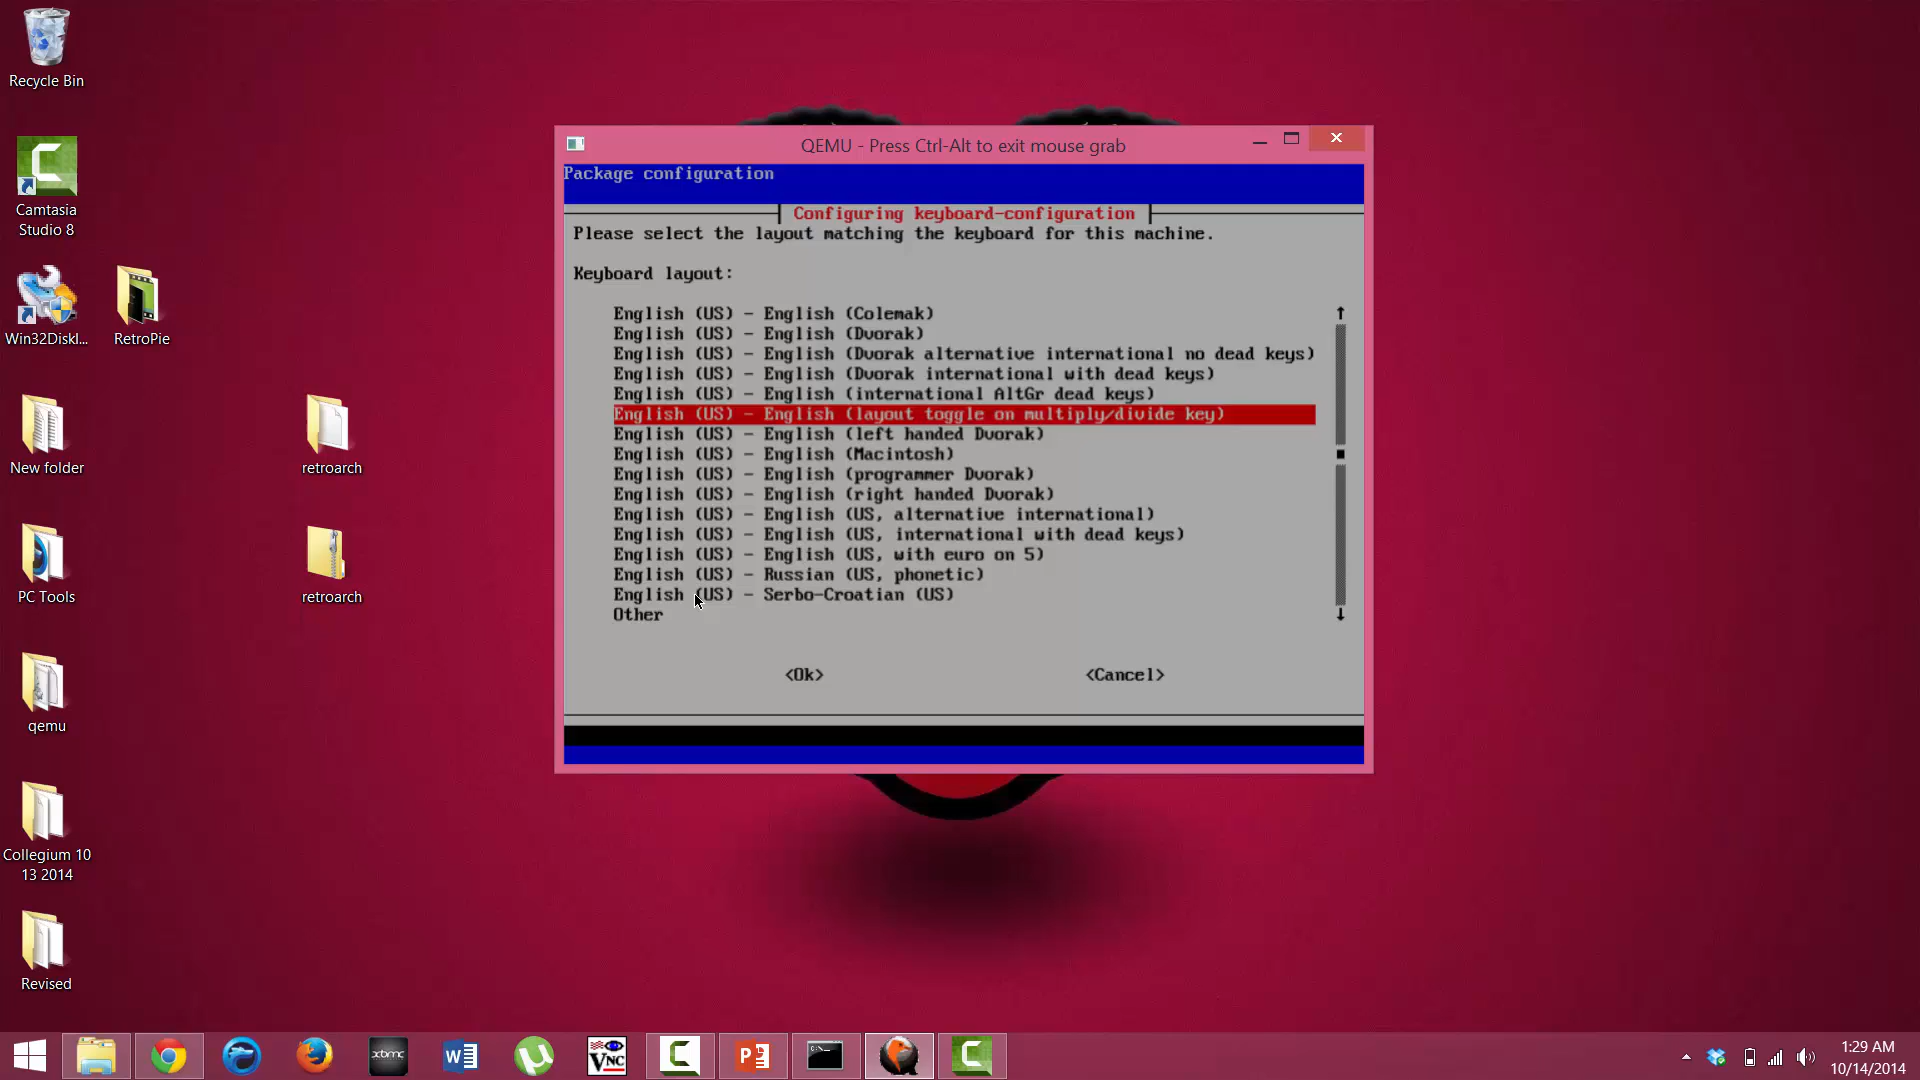 Recycle Bin
Camtasia
Studio 8
Win32DiskI...
RetroPie
New folder
retroarch
PC Tools
retroarch
qemu
Collegium 10
13 2014
Revised
QEMU - Press Ctrl-Alt to exit mouse grab
Package configuration
Configuring keyboard-configuration
Please select the layout matching the keyboard for this machine.
Keyboard layout:
English (US) - English (Colemak)
English (US) - English (Dvorak)
English (US) - English (Dvorak alternative international no dead keys)
English (US) - English (Dvorak international with dead keys)
English (US) - English (international AltGr dead keys)
English (US) - English (layout toggle on multiply/divide key)
English (US) - English (left handed Dvorak)
English (US) - English (Macintosh)
English (US) - English (programmer Dvorak)
English (US) - English (right handed Dvorak)
English (US) - English (US, alternative international)
English (US) - English (US, international with dead keys)
English (US) - English (US, with euro on 5)
English (US) - Russian (US, phonetic)
English (US) - Serbo-Croatian (US)
Other
<Ok> <Cancel>
xbmc
VNC
1:29 AM
10/14/2014